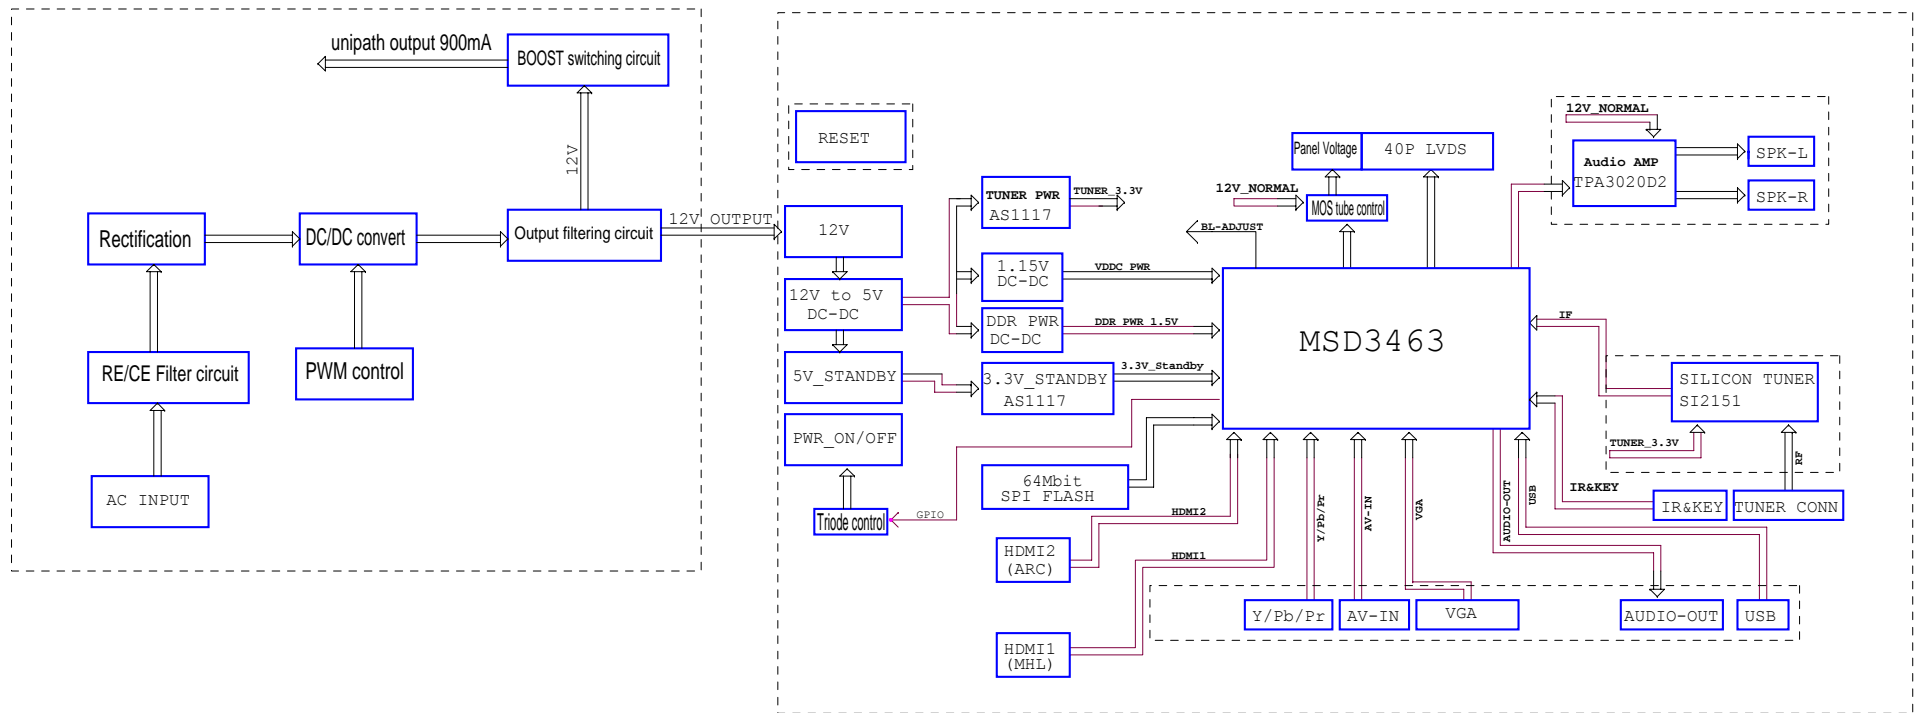 unipath output 900mA
BOOST switching circuit
12V
Rectification
DC/DC convert
Output filtering circuit
12V OUTPUT
RE/CE Filter circuit
PWM control
AC INPUT
RESET
12V
12V to 5V
DC-DC
5V_STANDBY
PWR_ON/OFF
Triode control
GPIO
TUNER PWR
AS1117
TUNER_3.3V
1.15V
DC-DC
VDDC PWR
DDR PWR
DC-DC
DDR PWR 1.5V
3.3V_STANDBY
AS1117
3.3V_Standby
64Mbit
SPI FLASH
HDMI2
(ARC)
HDMI2
HDMI1
(MHL)
HDMI1
BL-ADJUST
12V_NORMAL
MOS tube control
Panel Voltage
40P LVDS
MSD3463
12V_NORMAL
Audio AMP
TPA3020D2
SPK-L
SPK-R
IF
SILICON TUNER
SI2151
TUNER_3.3V
RF
IR&KEY
IR&KEY
TUNER CONN
Y/Pb/Pr
AV-IN
VGA
AUDIO-OUT
USB
Y/Pb/Pr
AV-IN
VGA
AUDIO-OUT
USB